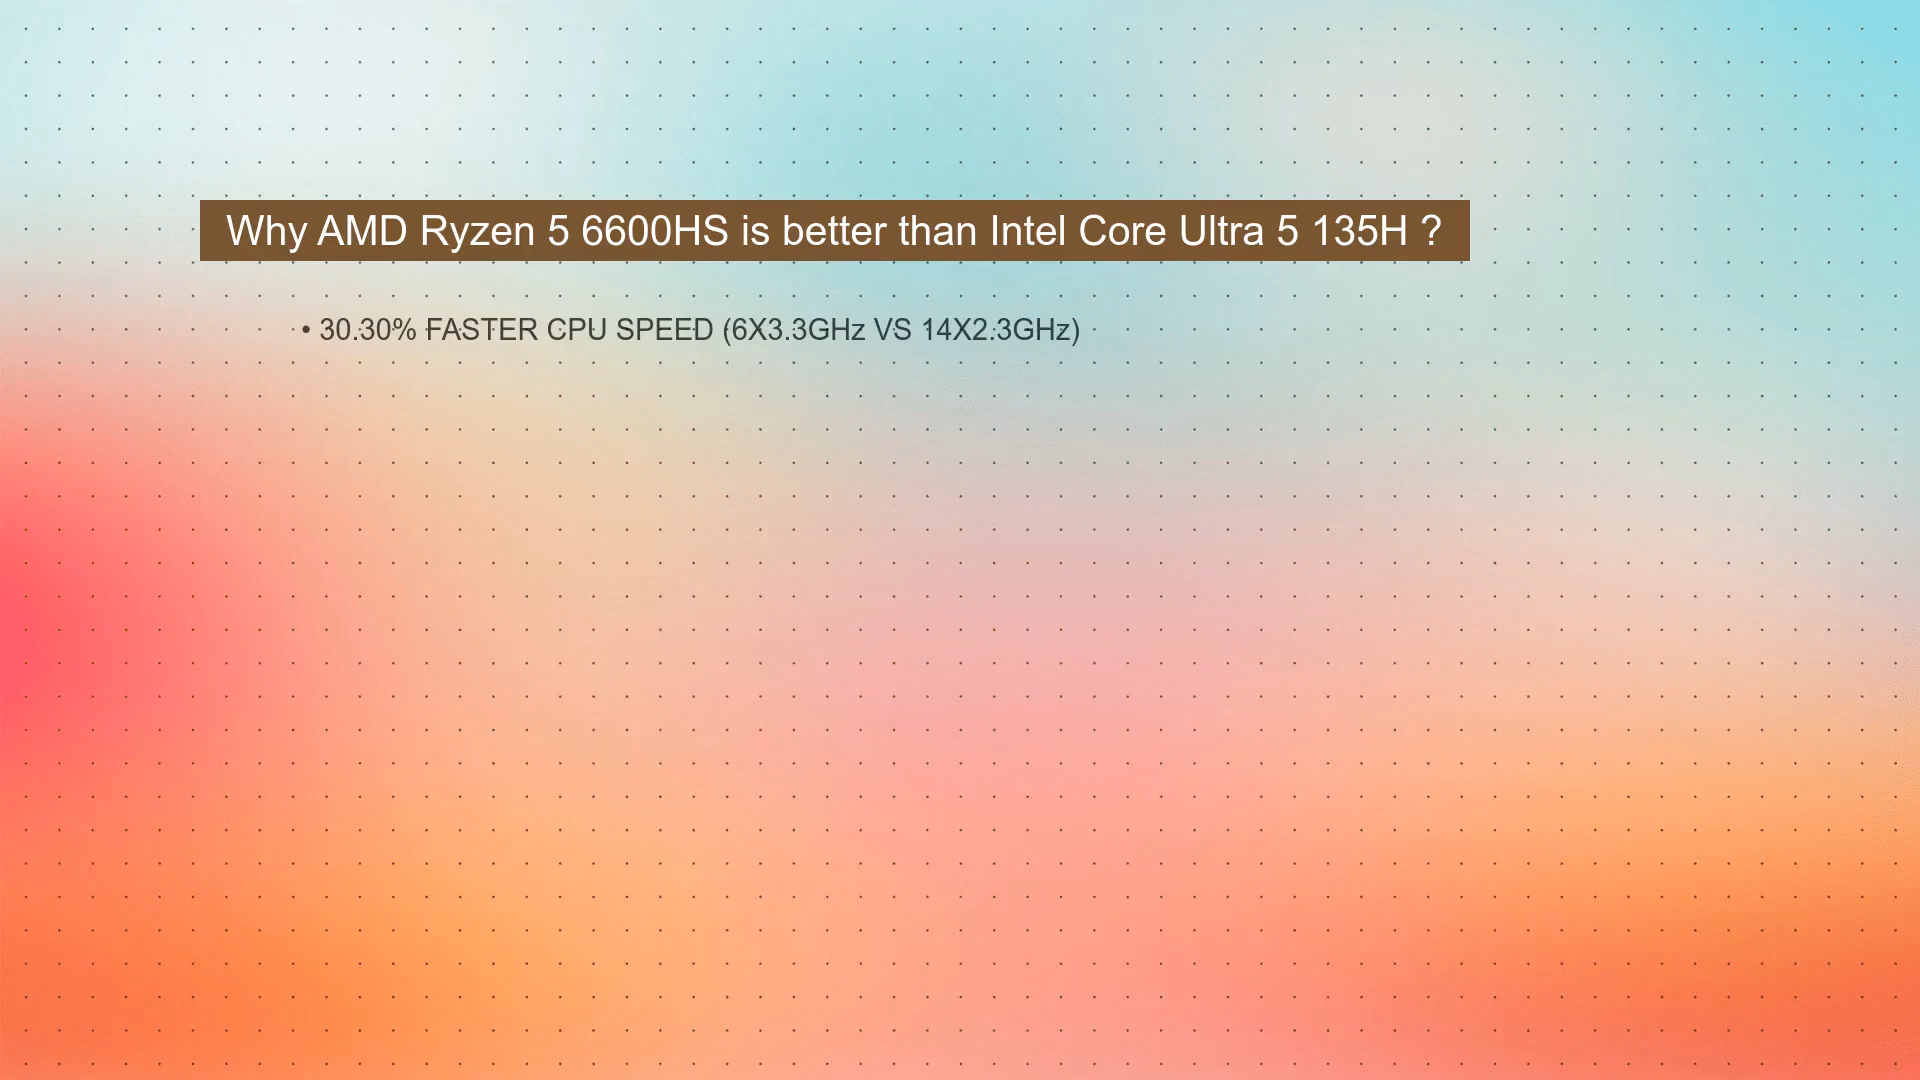 Why AMD Ryzen 5 6600HS is better than Intel Core Ultra 5 135H ?
• 30.30% FASTER CPU SPEED (6X3.3GHz VS 14X2.3GHz)